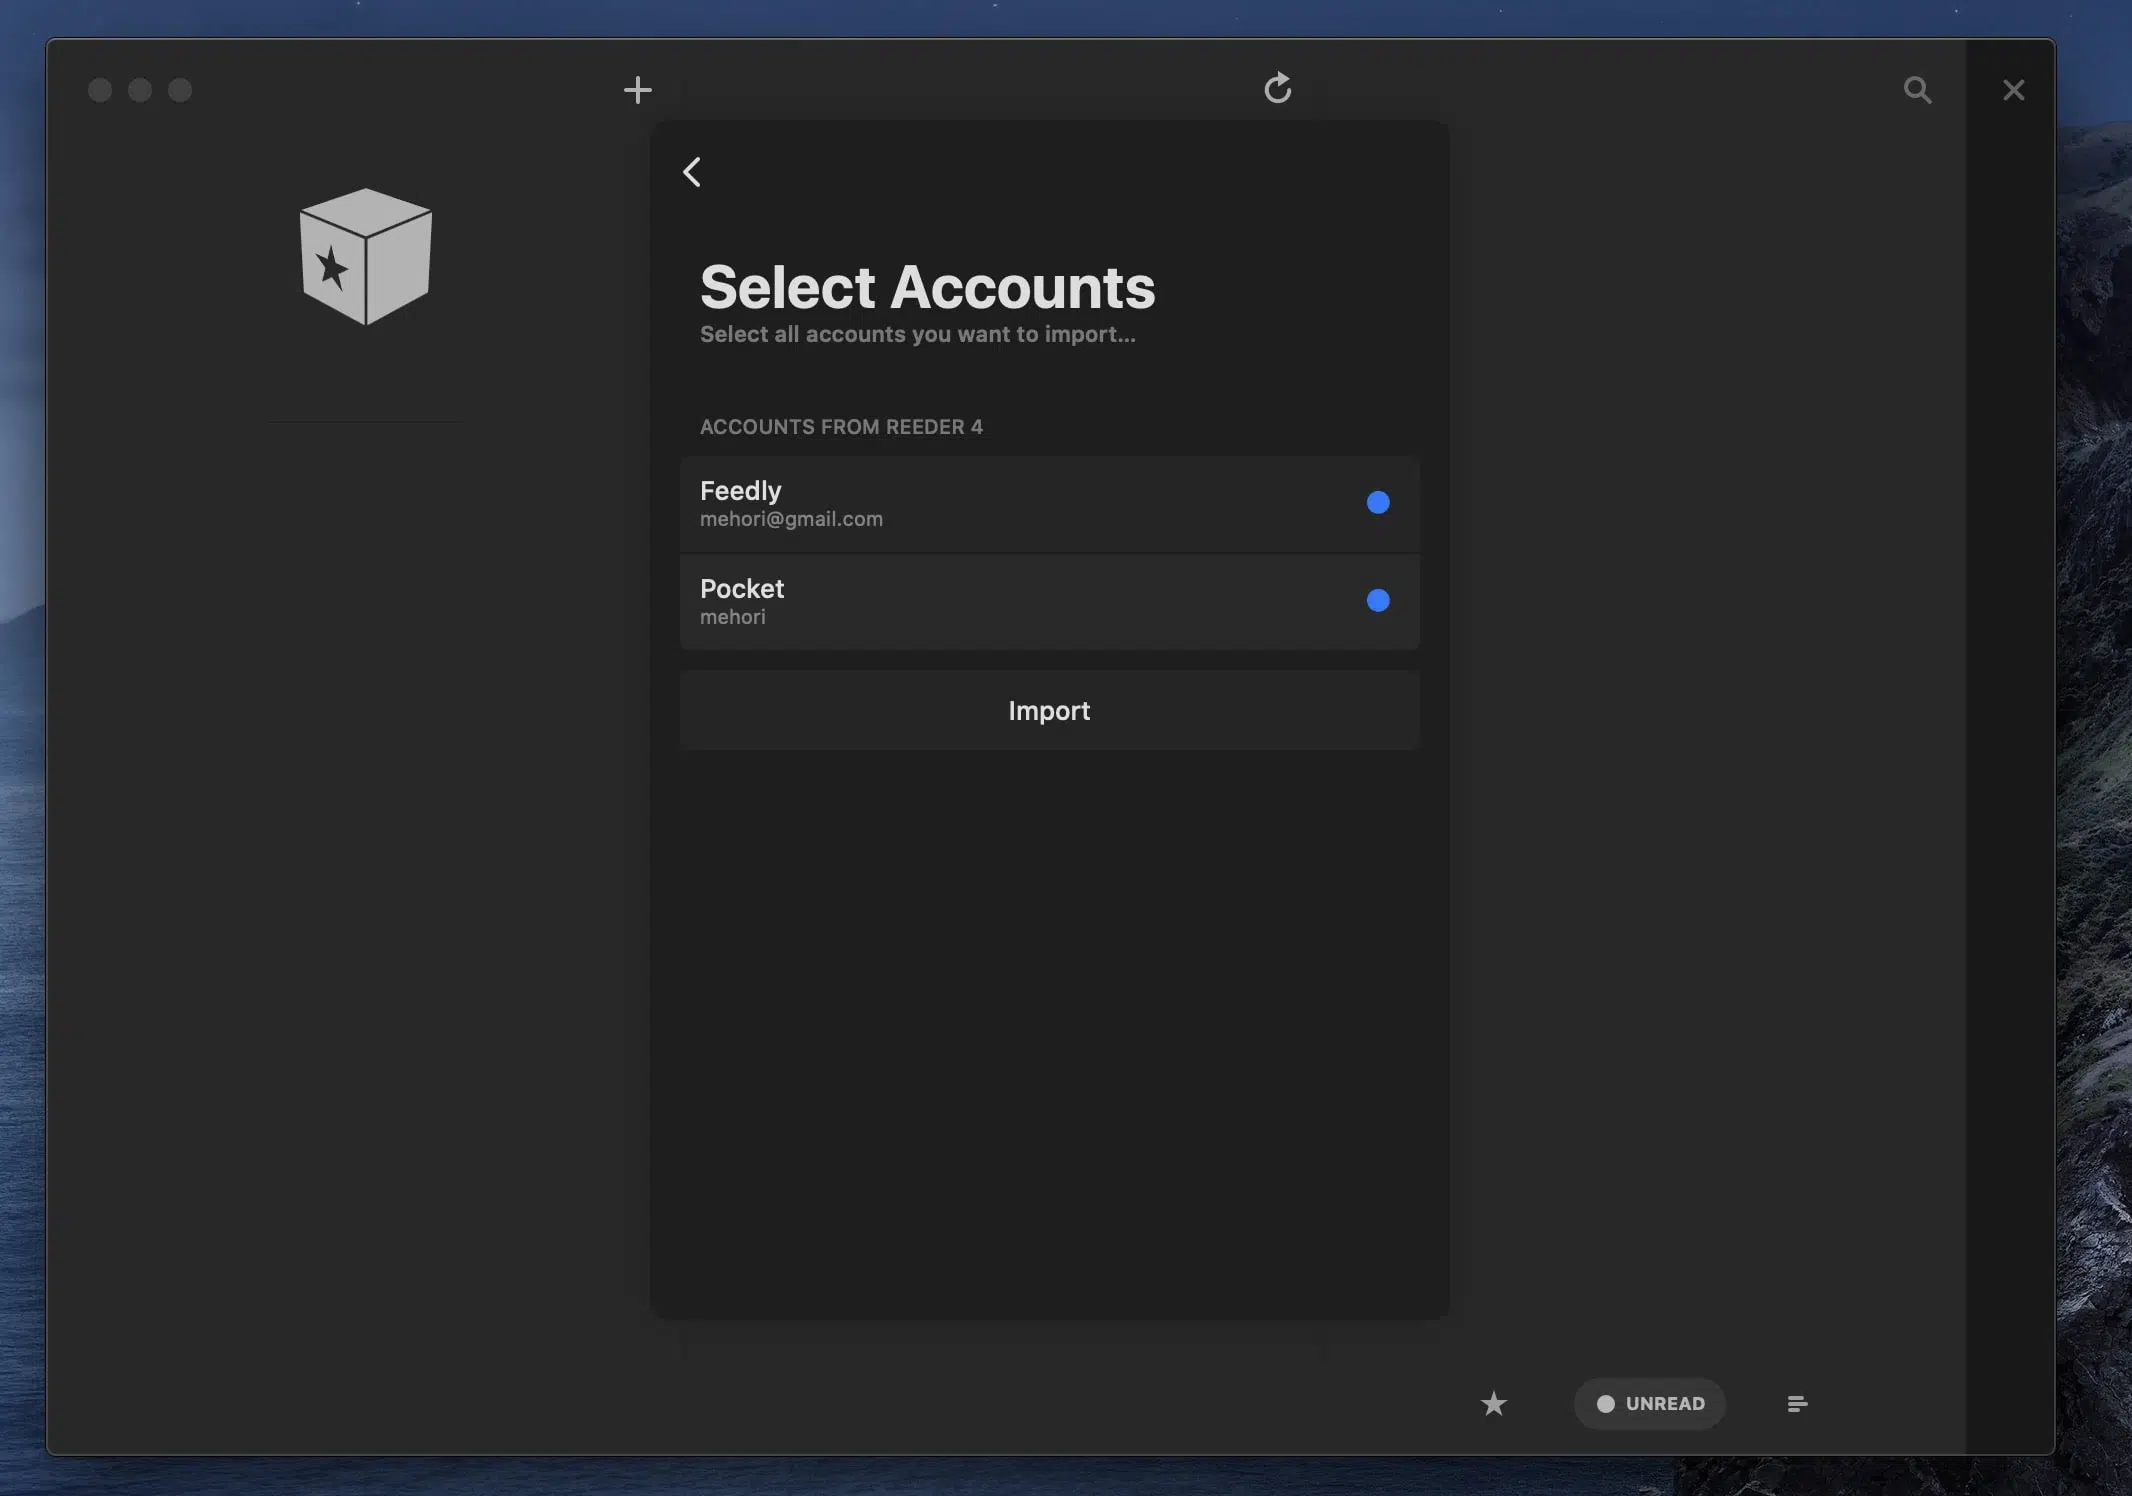 Select Accounts
Select all accounts you want to import...
ACCOUNTS FROM REEDER 4
Feedly
mehori@gmail.com
Pocket
mehori
Import
UNREAD